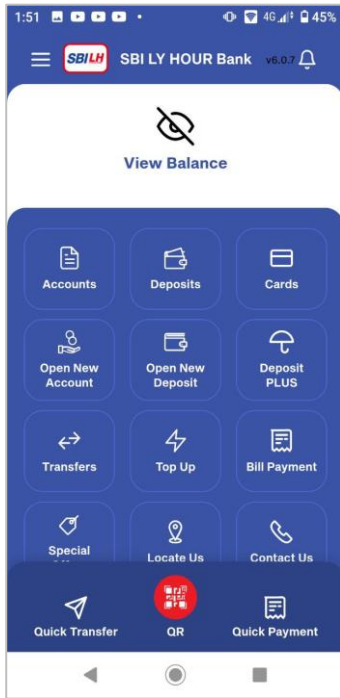 1:51 4G 45%
SBI LH SBI LY HOUR Bank v6.0.7
View Balance
Accounts Deposits Cards
Open New Open New Deposit
Account Deposit PLUS
Transfers Top Up Bill Payment
Special
Locate Us Contact Us
Quick Transfer QR Quick Payment